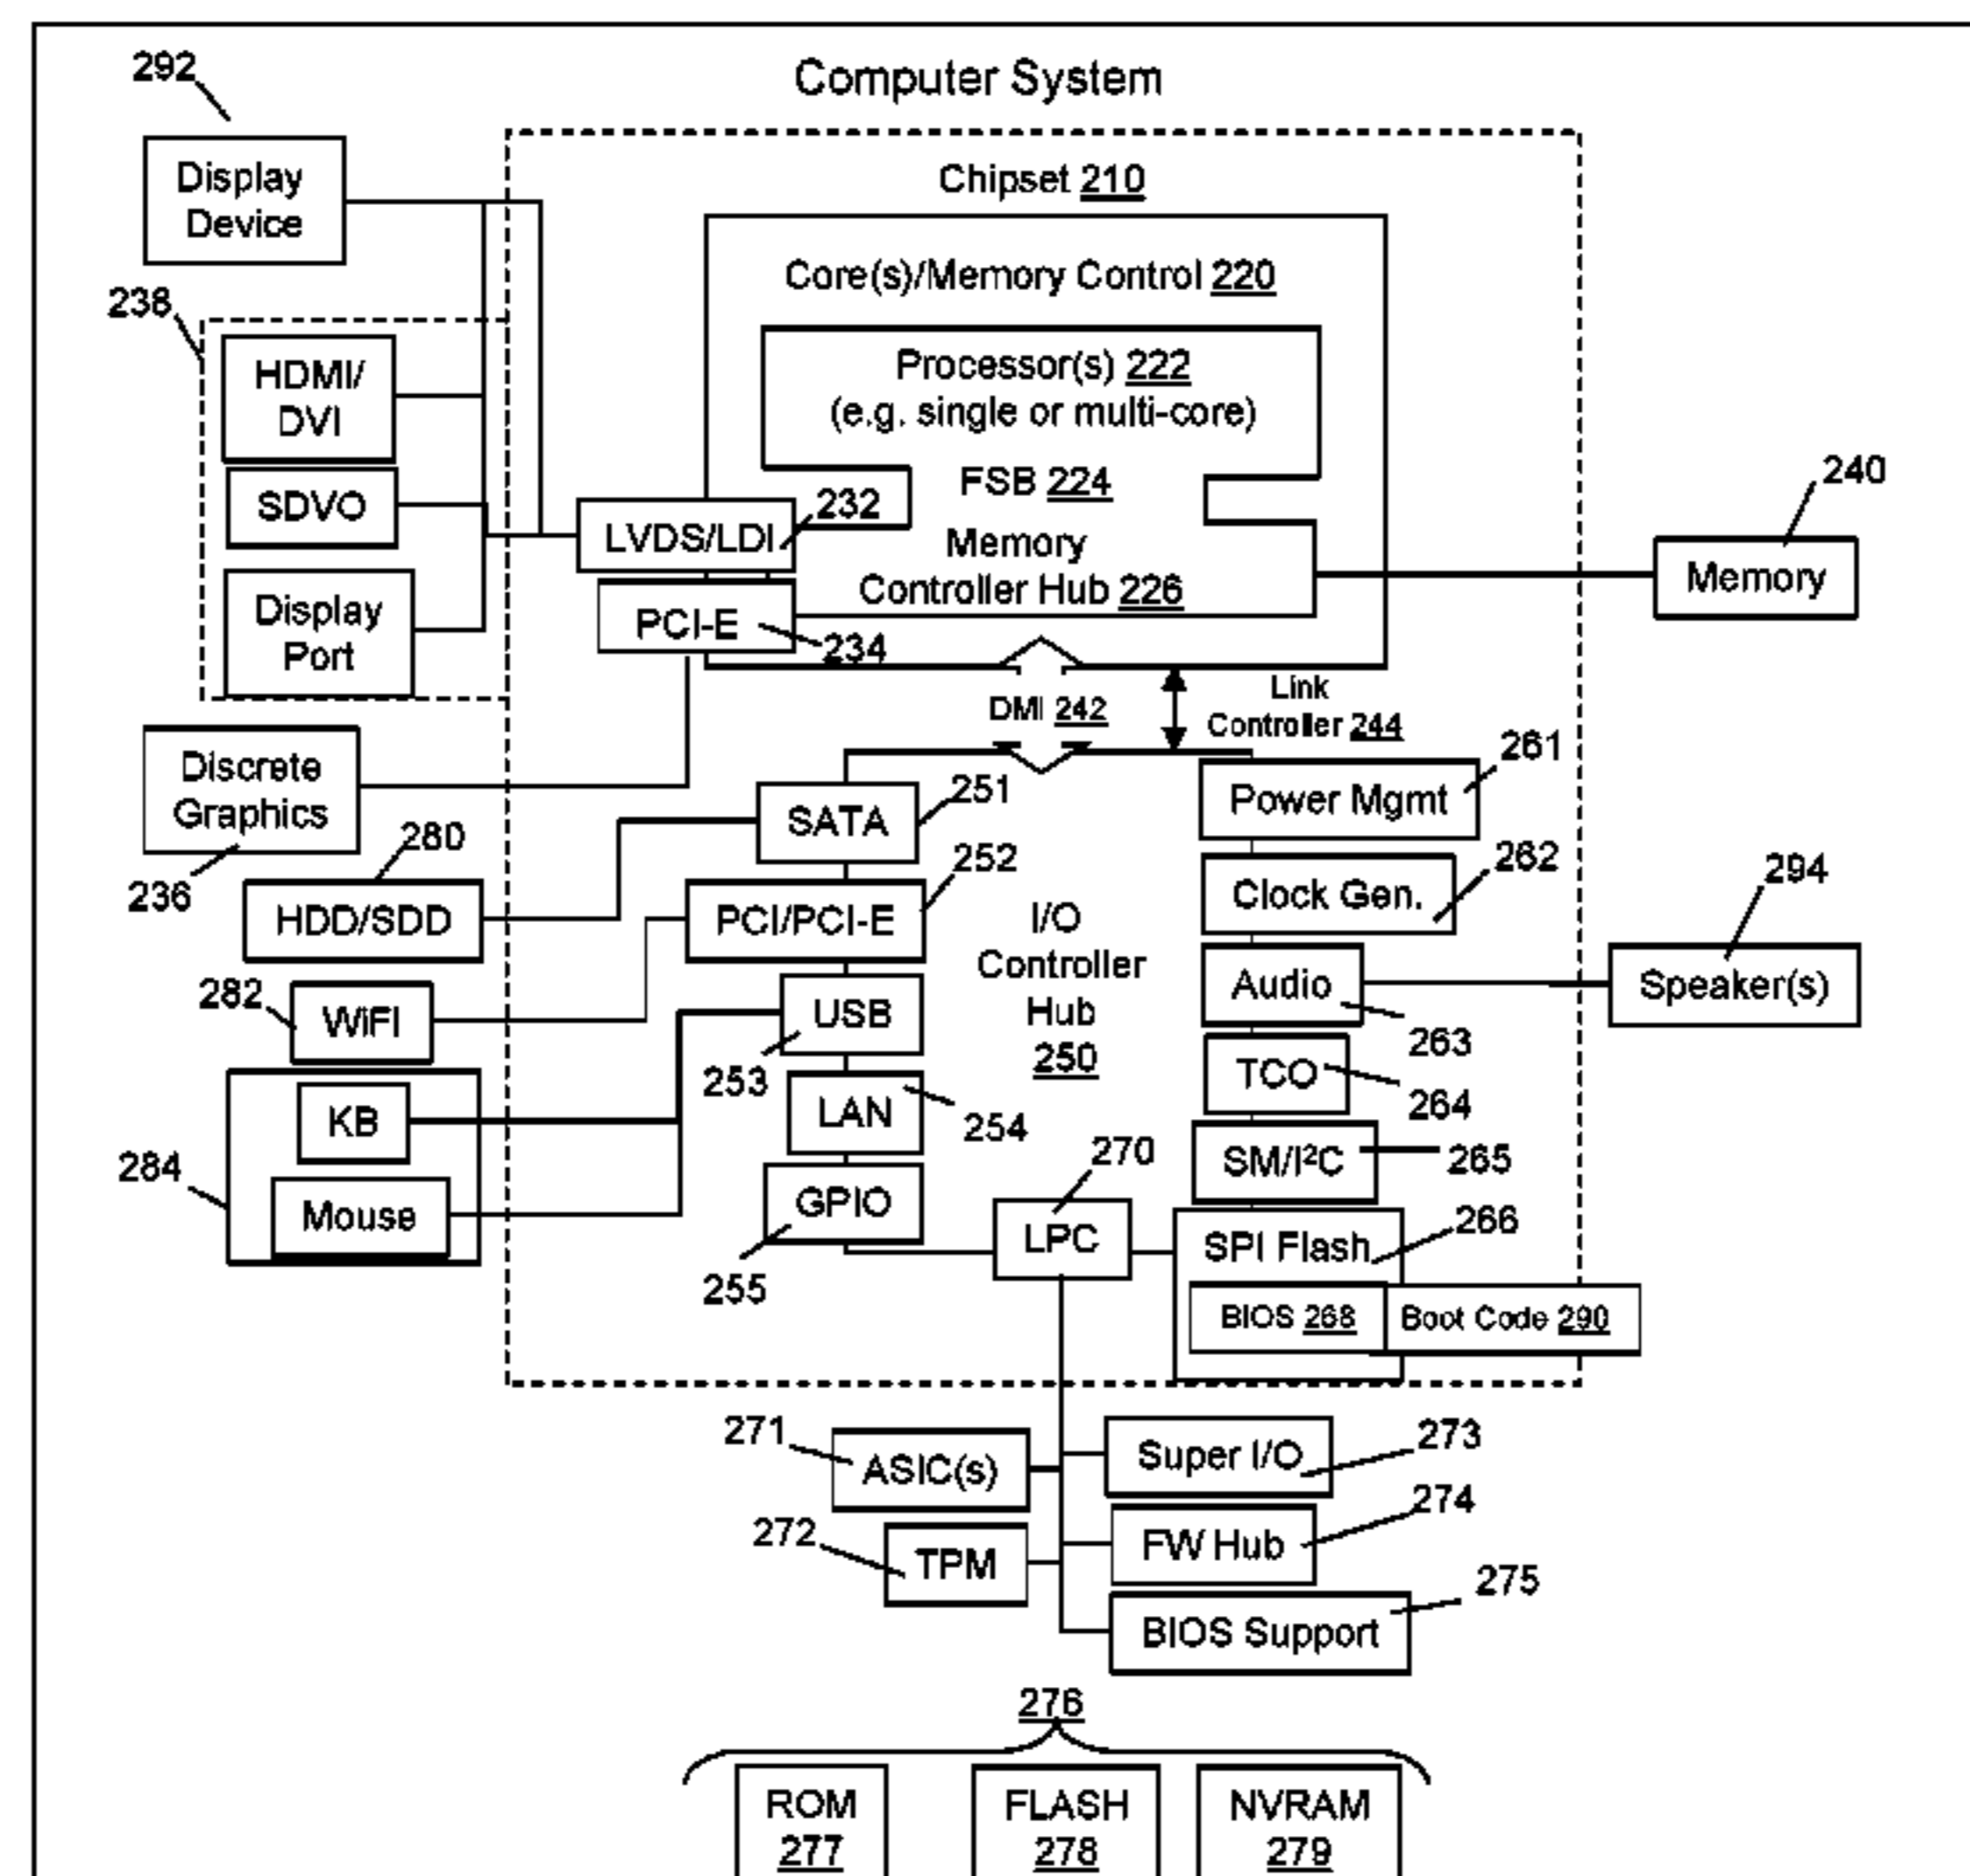 Computer System
292
Display
Device
Chipset 210
Core(s)/Memory Control 220
238
HDMI/
DVI
SDVO
Display
Port
Processor(s) 222
(e.g. single or multi-core)
FSB 224
Memory
Controller Hub 226
LVDS/LDI
232
PCI-E
234
240
Memory
DMI 242
Link
Controller 244
Discrete
Graphics
236
280
HDD/SDD
282
WiFI
284
KB
Mouse
SATA
251
PCI/PCI-E
252
USB
253
LAN
254
GPIO
255
I/O
Controller
Hub
250
Power Mgmt
261
Clock Gen.
262
Audio
263
294
Speaker(s)
TCO
264
SM/I²C
265
270
LPC
SPI Flash
266
BIOS 268
Boot Code 290
271
ASIC(s)
272
TPM
Super I/O
273
FW Hub
274
BIOS Support
275
276
ROM
277
FLASH
278
NVRAM
279